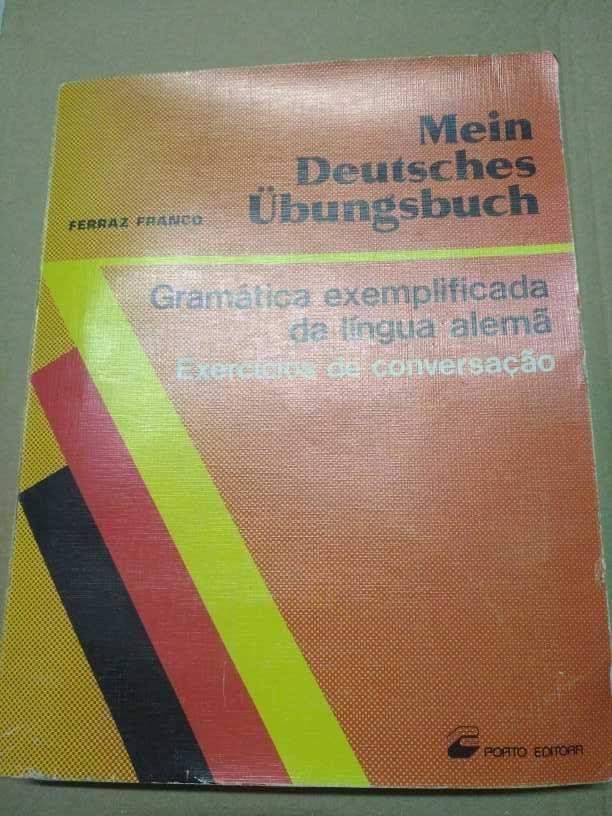 Mein
Deutsches
Übungsbuch
FERRAZ FRANCO
Gramática exemplificada
da língua alemã
Exercícios de conversação
PORTO EDITORA